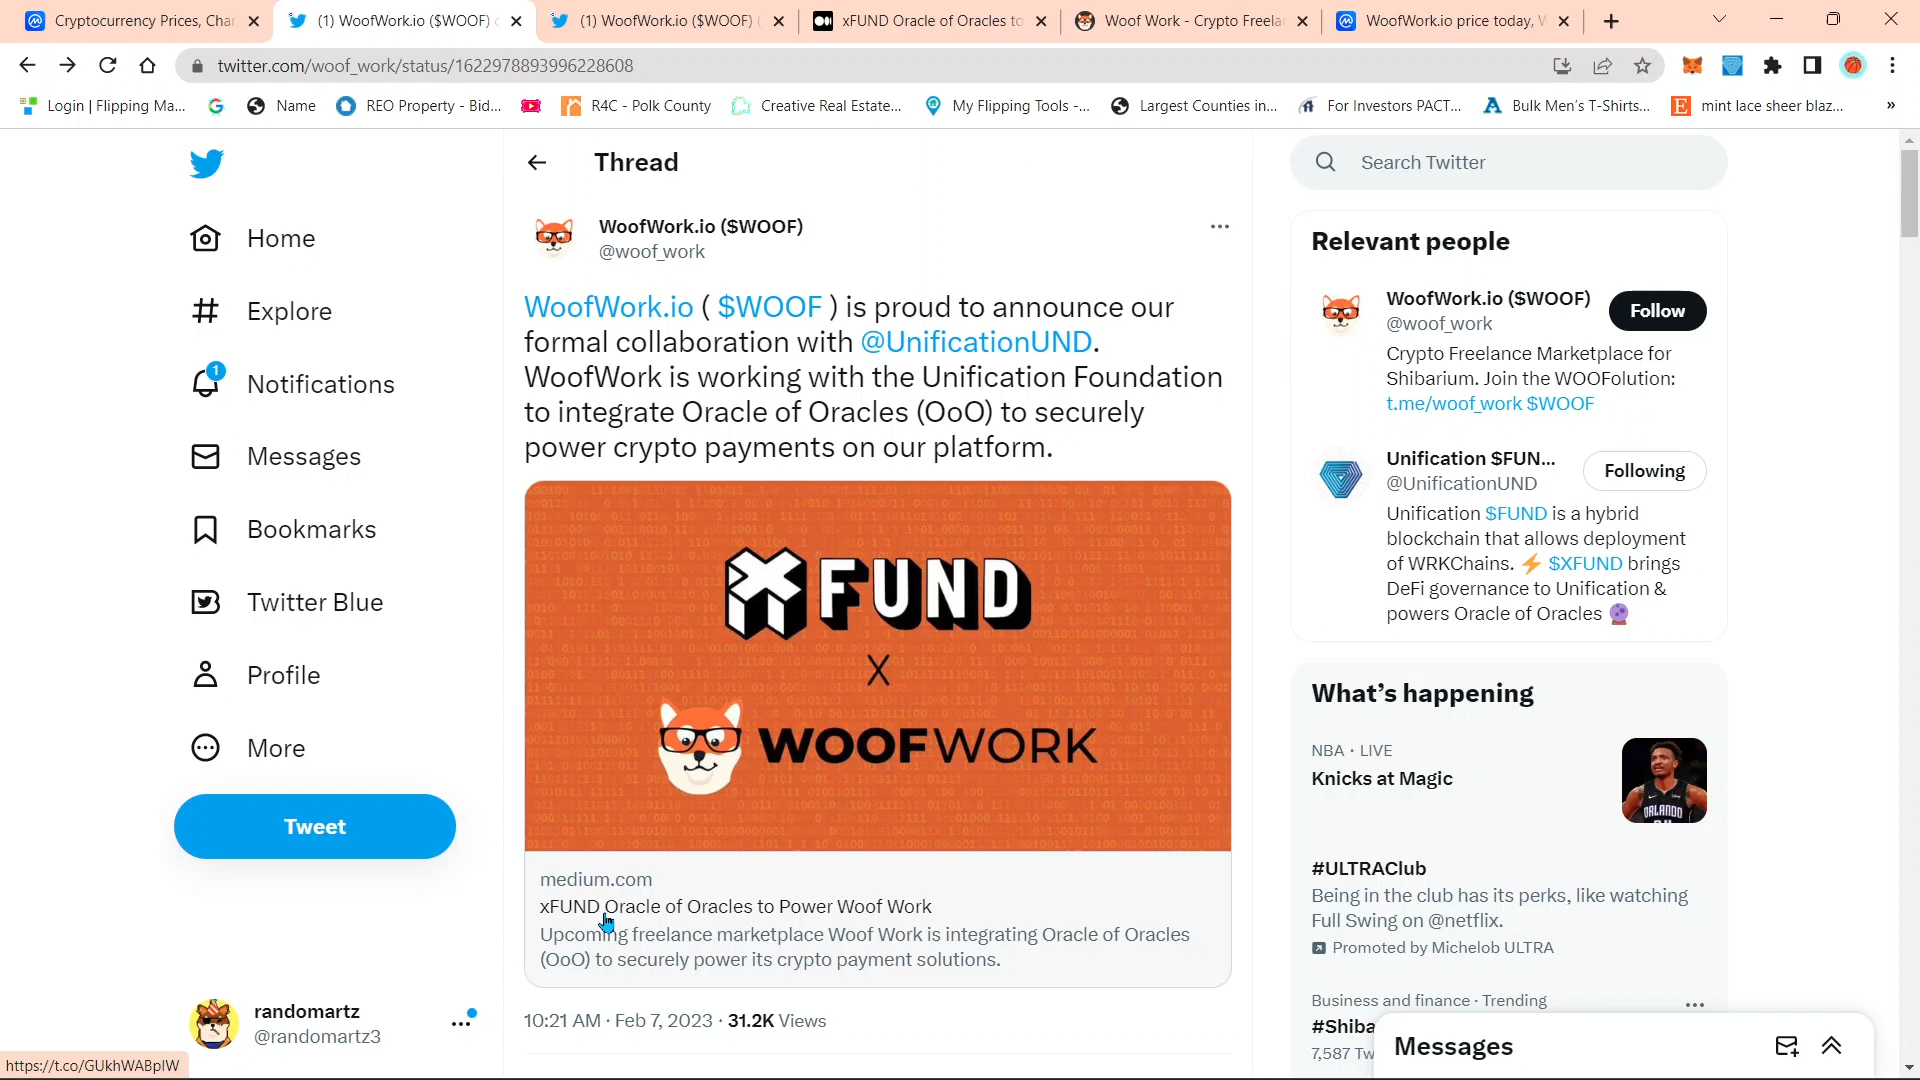 Cryptocurrency Prices, Char
(1) WoofWork.io ($WOOF) c
(1) WoofWork.io ($WOOF) (
xFUND Oracle of Oracles to
Woof Work - Crypto Freelar
WoofWork.io price today, W
twitter.com/woof_work/status/1622978893996228608
Login | Flipping Ma...
Name
REO Property - Bid...
R4C - Polk County
Creative Real Estate...
My Flipping Tools -...
Largest Counties in...
For Investors PACT...
Bulk Men's T-Shirts...
mint lace sheer blaz...
»
Home
Explore
1
Notifications
Messages
Bookmarks
Twitter Blue
Profile
More
Tweet
randomartz
@randomartz3
https://t.co/GUkhWABpIW
Thread
WoofWork.io ($WOOF)
@woof_work
WoofWork.io ( $WOOF ) is proud to announce our
formal collaboration with @UnificationUND.
WoofWork is working with the Unification Foundation
to integrate Oracle of Oracles (OoO) to securely
power crypto payments on our platform.
XFUND
X
WOOFWORK
medium.com
xFUND Oracle of Oracles to Power Woof Work
Upcoming freelance marketplace Woof Work is integrating Oracle of Oracles
(OoO) to securely power its crypto payment solutions.
10:21 AM · Feb 7, 2023 · 31.2K Views
Search Twitter
Relevant people
WoofWork.io ($WOOF)
@woof_work
Follow
Crypto Freelance Marketplace for
Shibarium. Join the WOOFolution:
t.me/woof_work $WOOF
Unification $FUN...
@UnificationUND
Following
Unification $FUND is a hybrid
blockchain that allows deployment
of WRKChains. ⚡ $XFUND brings
DeFi governance to Unification &
powers Oracle of Oracles 🔮
What's happening
NBA · LIVE
Knicks at Magic
ORLANDO
#ULTRAClub
Being in the club has its perks, like watching
Full Swing on @netflix.
Promoted by Michelob ULTRA
Business and finance · Trending
#Shiba
7,587 Tw
Messages